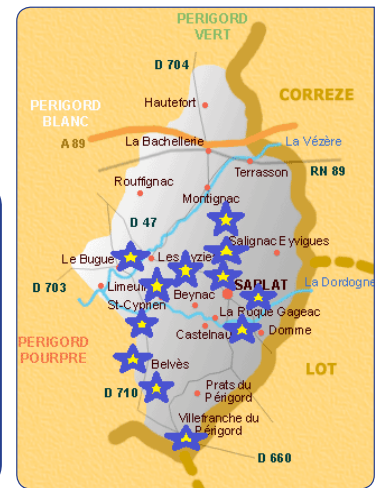 PERIGORD
VERT
D 704
Hautefort
CORREZE
PERIGORD
BLANC
A 89
La Bachellerie
La Vézère
Terrasson
RN 89
Rouffignac
Montignac
D 47
Salignac Eyvigues
Le Bugue
Les Eyzies
La Dordogne
D 703
Limeuil
SARLAT
St-Cyprien
Beynac
La Roque Gageac
Castelnau
Domme
PERIGORD
POURPRE
Belvès
LOT
D 710
Prats du
Périgord
Villefranche du
Périgord
D 660